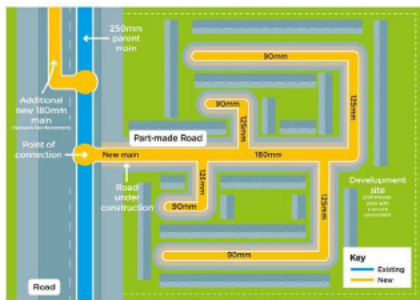 250mm
parent
main
Additional
new 180mm
main
Point of
connection
Part-made Road
New main
Road
under
construction
180mm
90mm
125mm
90mm
125mm
125mm
90mm
125mm
90mm
Development
site
Road
Key
Existing
New